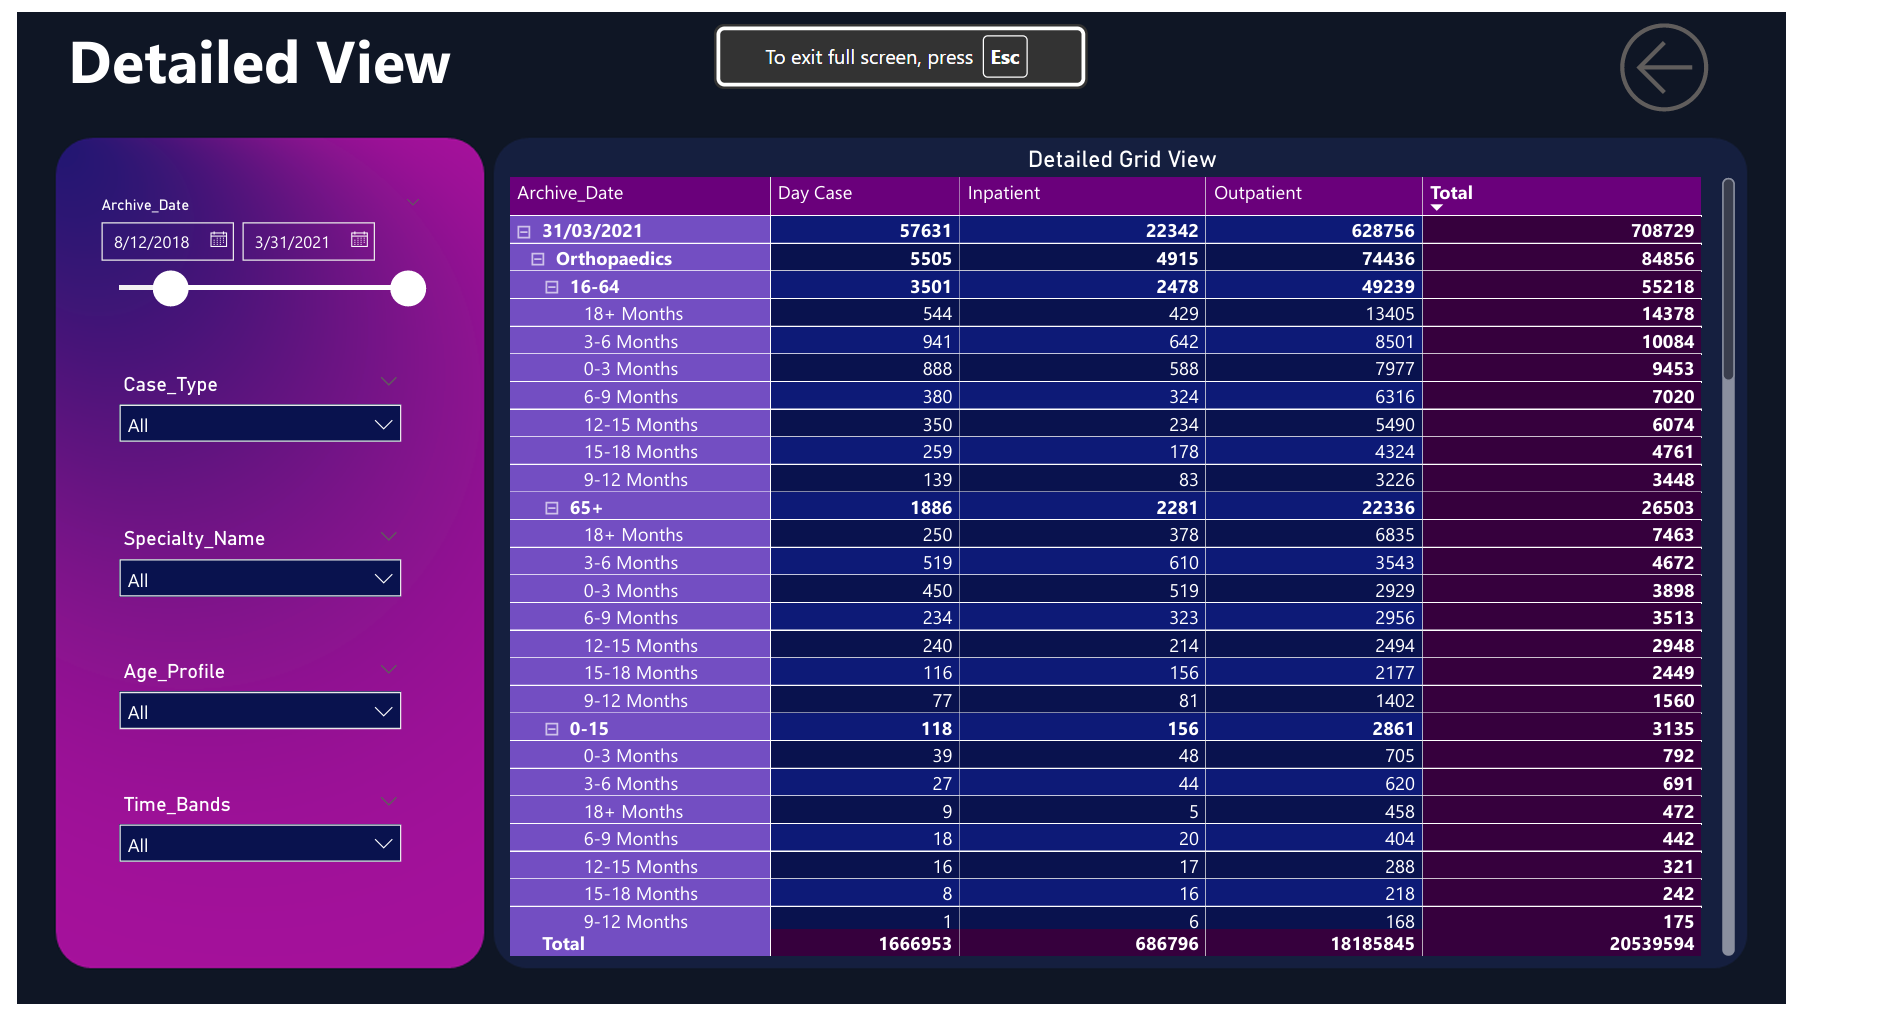 Detailed View
To exit full screen, press Esc
Archive_Date
8/12/2018 3/31/2021
Case_Type
All
Specialty_Name
All
Age_Profile
All
Time_Bands
All
Detailed Grid View
Archive_Date Day Case Inpatient Outpatient Total
31/03/2021 57631 22342 628756 708729
Orthopaedics 5505 4915 74436 84856
16-64 3501 2478 49239 55218
18+ Months 544 429 13405 14378
3-6 Months 941 642 8501 10084
0-3 Months 888 588 7977 9453
6-9 Months 380 324 6316 7020
12-15 Months 350 234 5490 6074
15-18 Months 259 178 4324 4761
9-12 Months 139 83 3226 3448
65+ 1886 2281 22336 26503
18+ Months 250 378 6835 7463
3-6 Months 519 610 3543 4672
0-3 Months 450 519 2929 3898
6-9 Months 234 323 2956 3513
12-15 Months 240 214 2494 2948
15-18 Months 116 156 2177 2449
9-12 Months 77 81 1402 1560
0-15 118 156 2861 3135
0-3 Months 39 48 705 792
3-6 Months 27 44 620 691
18+ Months 9 5 458 472
6-9 Months 18 20 404 442
12-15 Months 16 17 288 321
15-18 Months 8 16 218 242
9-12 Months 1 6 168 175
Total 1666953 686796 18185845 20539594